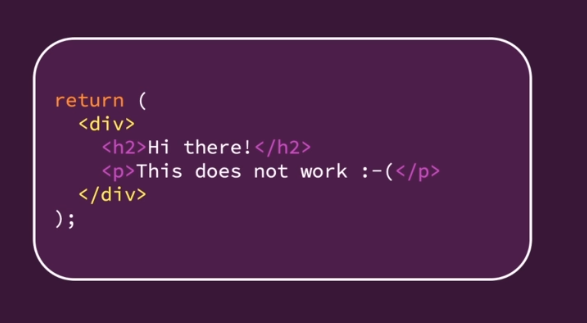 return (
<div>
<h2>Hi there!</h2>
<p>This does not work :-(</p>
</div>
);